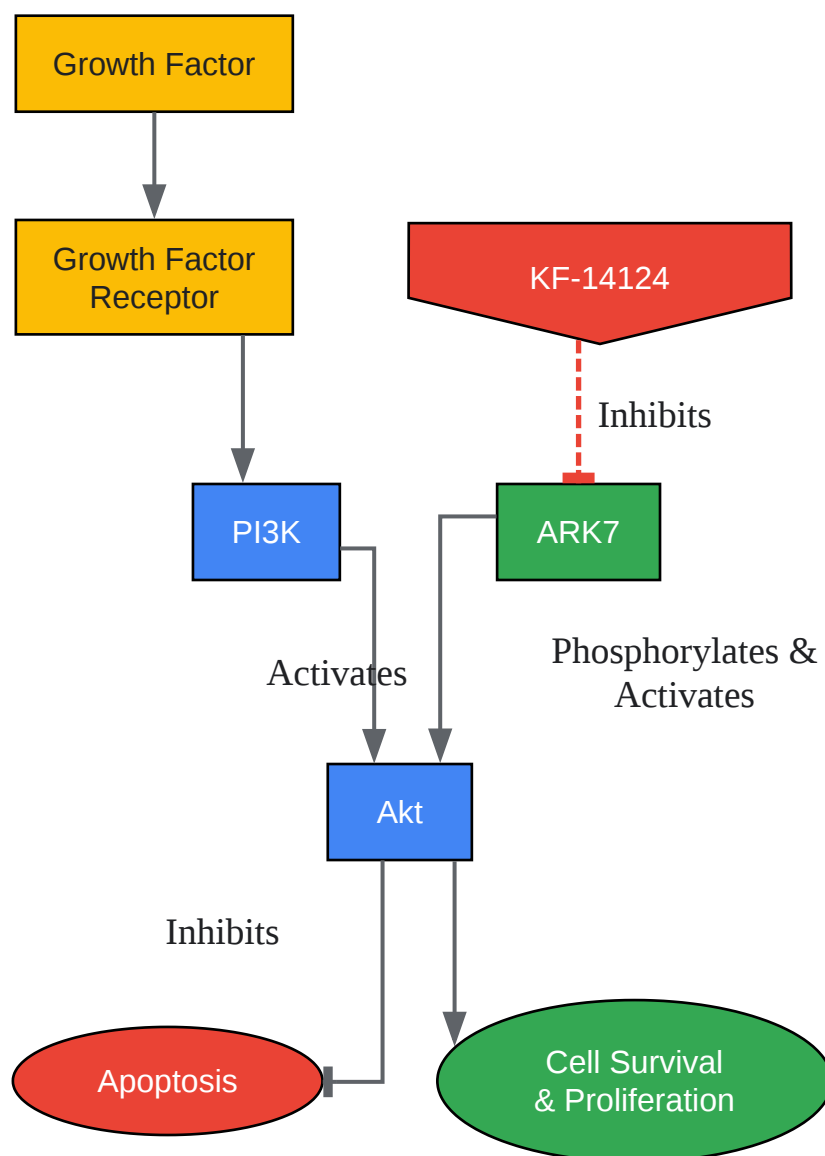 Growth Factor
Growth Factor
Receptor
KF-14124
Inhibits
PI3K
ARK7
Activates
Phosphorylates &
Activates
Akt
Inhibits
Apoptosis
Cell Survival
& Proliferation